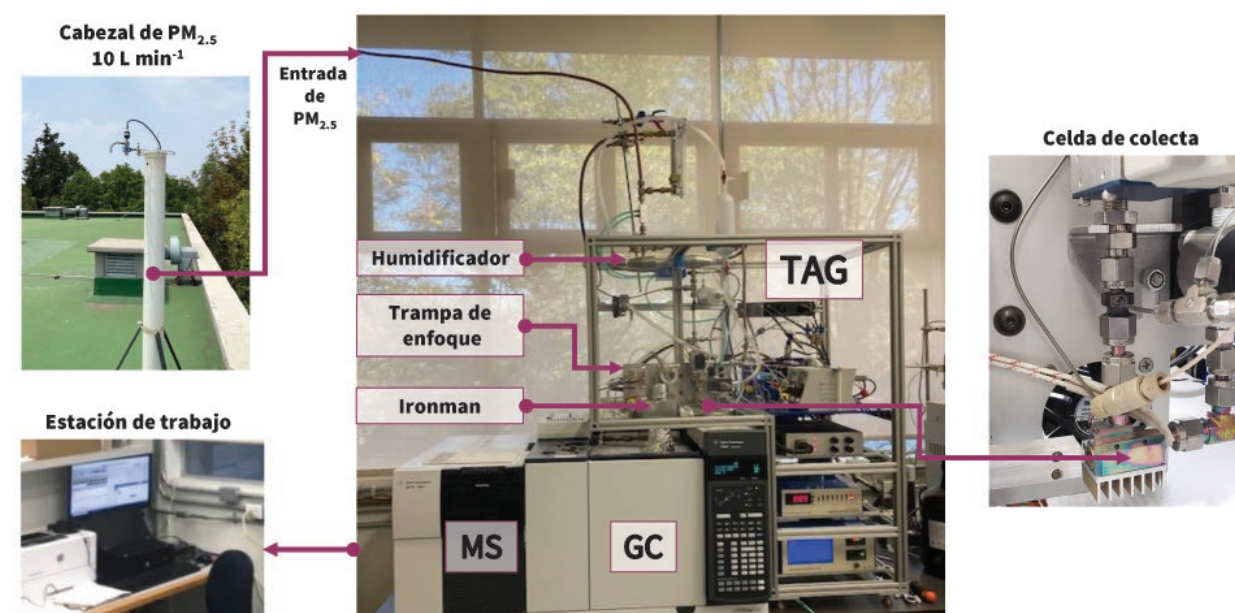 Cabezal de PM2.5
10 L min-1
Entrada
de
PM2.5
Humidificador
Trampa de
enfoque
Ironman
TAG
MS
GC
Celda de colecta
Estación de trabajo